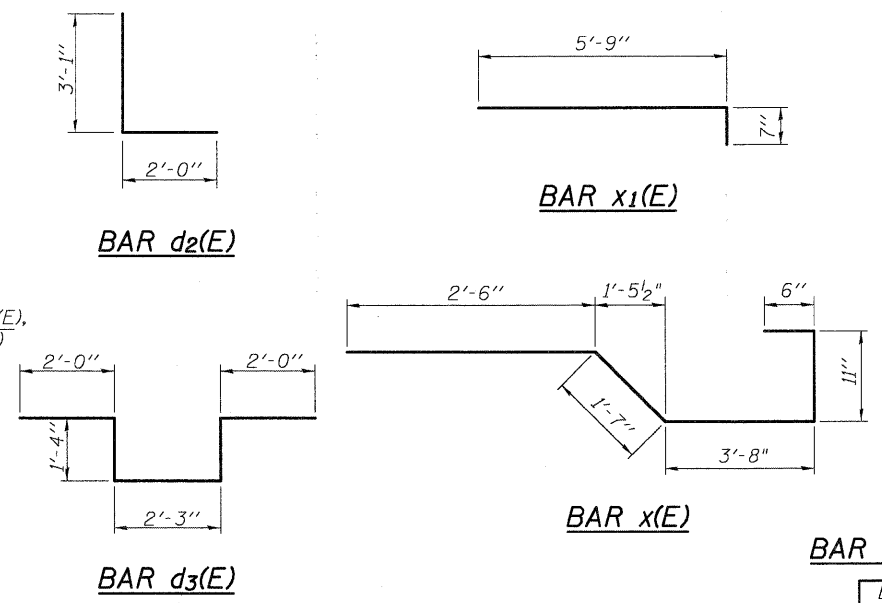 3'-1"
2'-0"
BAR d2(E)
5'-9"
7"
BAR x1(E)
(E),
2'-0"
2'-0"
1'-4"
2'-3"
BAR d3(E)
2'-6"
1'-5½"
6"
1'-7"
11"
3'-8"
BAR x(E)
BAR